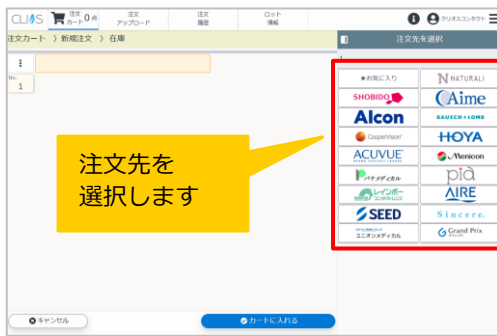 CLIAS
注文カート 0点
注文アップロード
注文履歴
ロット情報
クリオスコンタクト
注文カート 〉新規注文 〉在庫
注文先を選択
No.
1
注文先を
選択します
★お気に入り
NATURALI
SHOBIDO
Aime
Alcon
BAUSCH+LOMB
CooperVision
HOYA
ACUVUE
Menicon
パナメディカル
pia
レインボー
コンタクトレンズ
AIRE
SEED
Sincere.
ユニオンメディカル
Grand Prix
キャンセル
カートに入れる